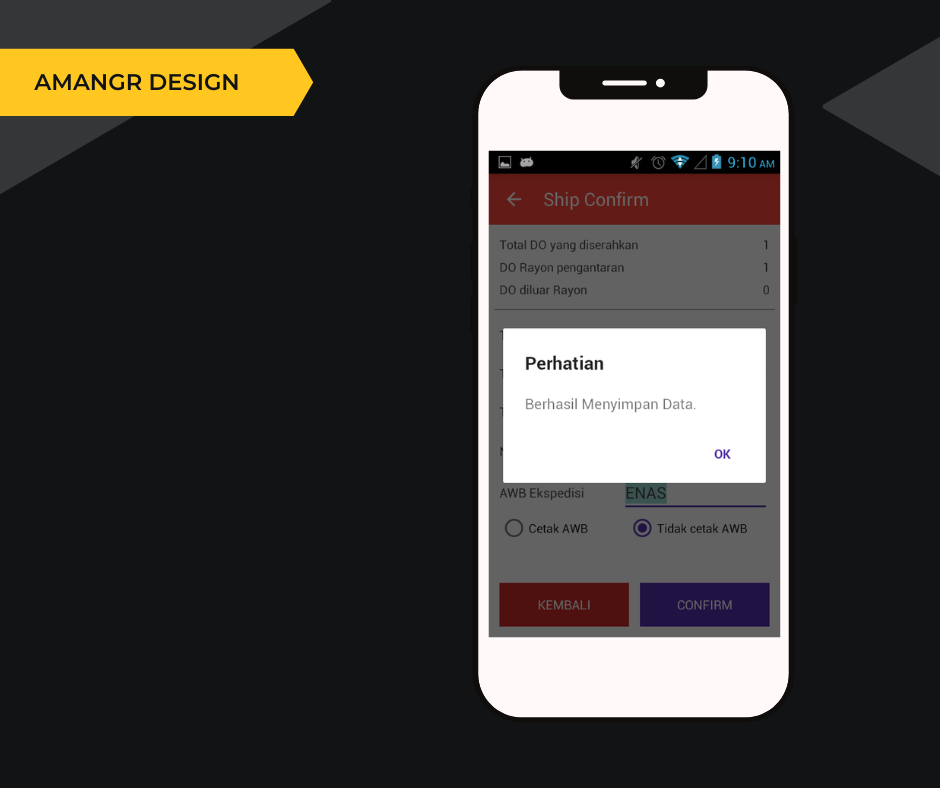 AMANGR DESIGN
9:10 AM
Ship Confirm
Total DO yang diserahkan 1
DO Rayon pengantaran 1
DO diluar Rayon 0
Perhatian
Berhasil Menyimpan Data.
OK
AWB Ekspedisi ENAS
Cetak AWB Tidak cetak AWB
KEMBALI CONFIRM